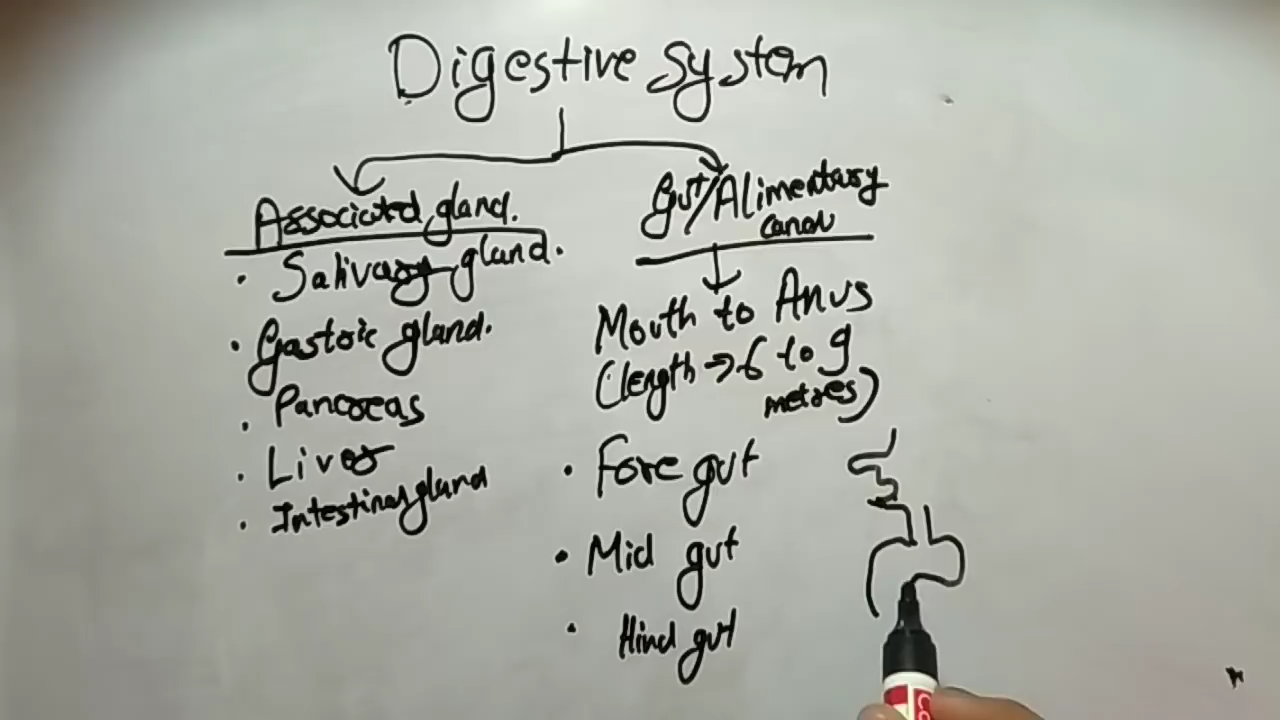 Digestive system
Associated gland.
• Salivary gland.
• Gastric gland.
• Pancreas
• Liver
• Intestinal gland
Gut/Alimentary
canal
Mouth to Anus
(length → 6 to 9
metres)
• Fore gut
• Mid gut
• Hind gut